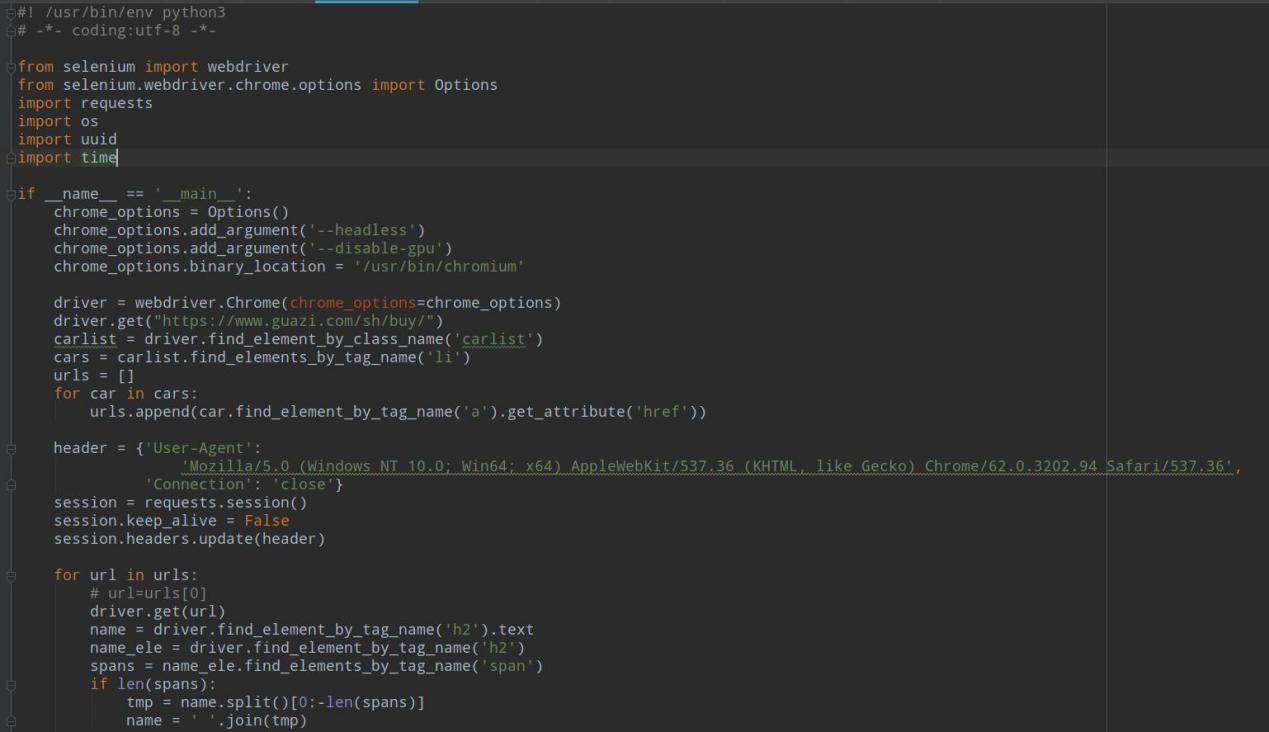 #! /usr/bin/env python3
# -*- coding:utf-8 -*-
from selenium import webdriver
from selenium.webdriver.chrome.options import Options
import requests
import os
import uuid
import time
if __name__ == '__main__':
chrome_options = Options()
chrome_options.add_argument('--headless')
chrome_options.add_argument('--disable-gpu')
chrome_options.binary_location = '/usr/bin/chromium'
driver = webdriver.Chrome(chrome_options=chrome_options)
driver.get("https://www.guazi.com/sh/buy/")
carlist = driver.find_element_by_class_name('carlist')
cars = carlist.find_elements_by_tag_name('li')
urls = []
for car in cars:
urls.append(car.find_element_by_tag_name('a').get_attribute('href'))
header = {'User-Agent':
'Mozilla/5.0 (Windows NT 10.0; Win64; x64) AppleWebKit/537.36 (KHTML, like Gecko) Chrome/62.0.3202.94 Safari/537.36',
'Connection': 'close'}
session = requests.session()
session.keep_alive = False
session.headers.update(header)
for url in urls:
# url=urls[0]
driver.get(url)
name = driver.find_element_by_tag_name('h2').text
name_ele = driver.find_element_by_tag_name('h2')
spans = name_ele.find_elements_by_tag_name('span')
if len(spans):
tmp = name.split()[0:-len(spans)]
name = ' '.join(tmp)